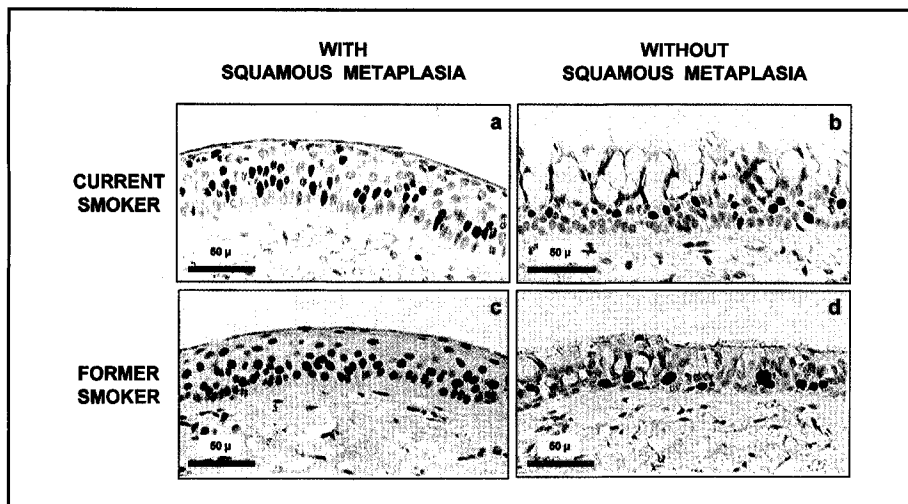 WITH
SQUAMOUS METAPLASIA
WITHOUT
SQUAMOUS METAPLASIA
CURRENT
SMOKER
a
50 µ
b
50 µ
FORMER
SMOKER
c
50 µ
d
50 µ